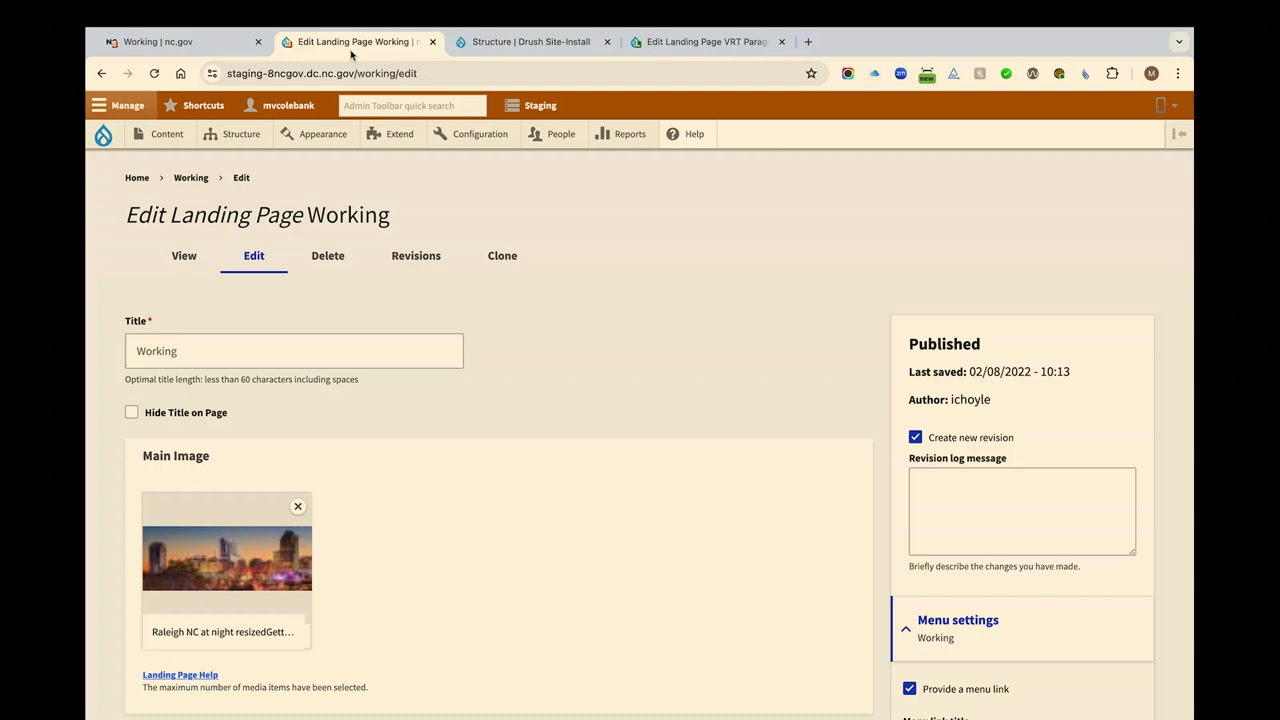 Working | nc.gov
Edit Landing Page Working |
Structure | Drush Site-Install
Edit Landing Page VRT Parag
staging-8ncgov.dc.nc.gov/working/edit
new
M
Manage
Shortcuts
mvcolebank
Admin Toolbar quick search
Staging
Content
Structure
Appearance
Extend
Configuration
People
Reports
Help
Home > Working > Edit
Edit Landing Page Working
View
Edit
Delete
Revisions
Clone
Title *
Working
Optimal title length: less than 60 characters including spaces
Hide Title on Page
Main Image
Raleigh NC at night resizedGett...
Landing Page Help
The maximum number of media items have been selected.
Published
Last saved: 02/08/2022 - 10:13
Author: ichoyle
Create new revision
Revision log message
Briefly describe the changes you have made.
Menu settings
Working
Provide a menu link
Menu link title